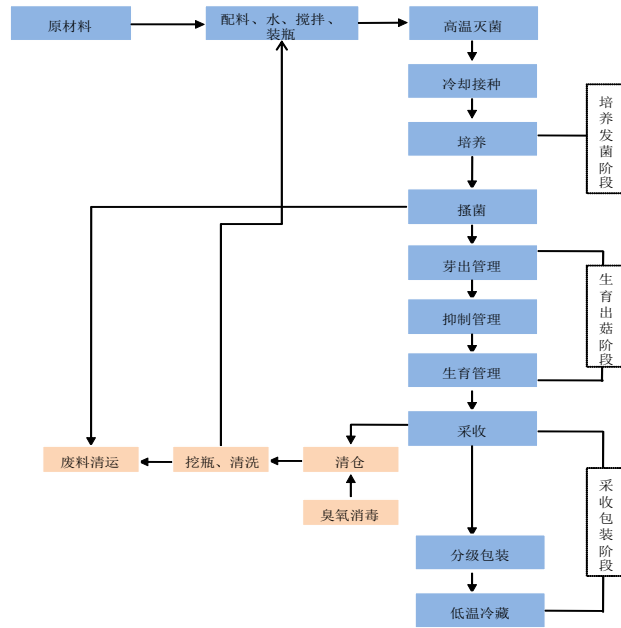 原材料
配料、水、搅拌、
装瓶
高温灭菌
冷却接种
培养
培养发菌阶段
搔菌
芽出管理
抑制管理
生育管理
生育出菇阶段
采收
废料清运
挖瓶、清洗
清仓
臭氧消毒
采收包装阶段
分级包装
低温冷藏